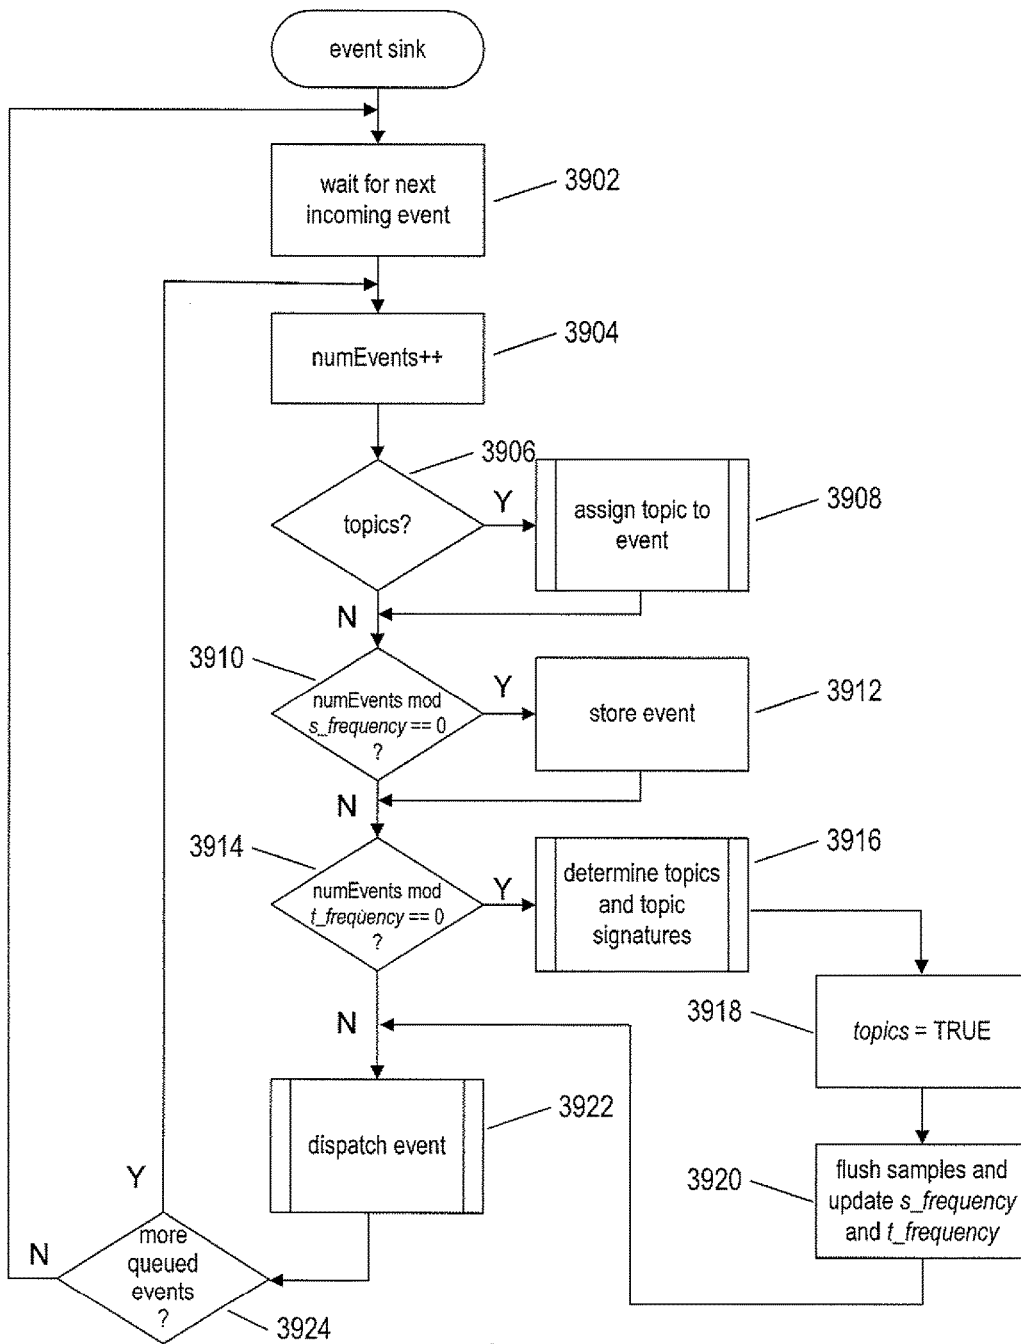 event sink
wait for next
incoming event
3902
numEvents++
3904
3906
topics?
Y
assign topic to
event
3908
N
3910
numEvents mod
s_frequency == 0
?
Y
store event
3912
N
3914
numEvents mod
t_frequency == 0
?
Y
determine topics
and topic
signatures
3916
N
3918
topics = TRUE
dispatch event
3922
3920
flush samples and
update s_frequency
and t_frequency
Y
N
more
queued
events
?
3924